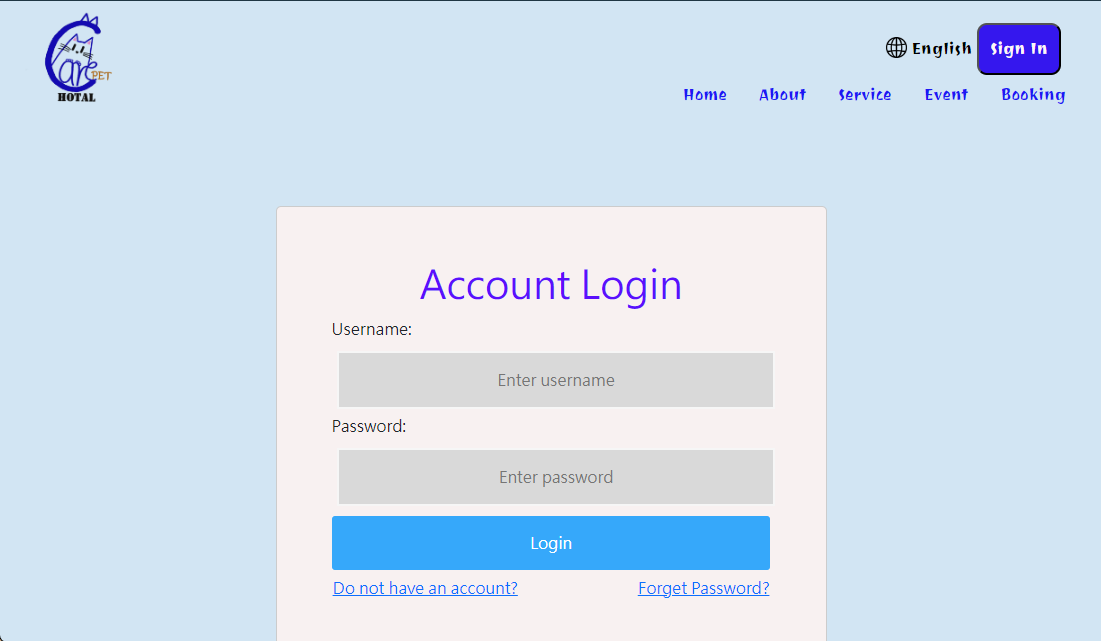 Care PET
HOTAL
English
Sign In
Home
About
Service
Event
Booking
Account Login
Username:
Enter username
Password:
Enter password
Login
Do not have an account?
Forget Password?